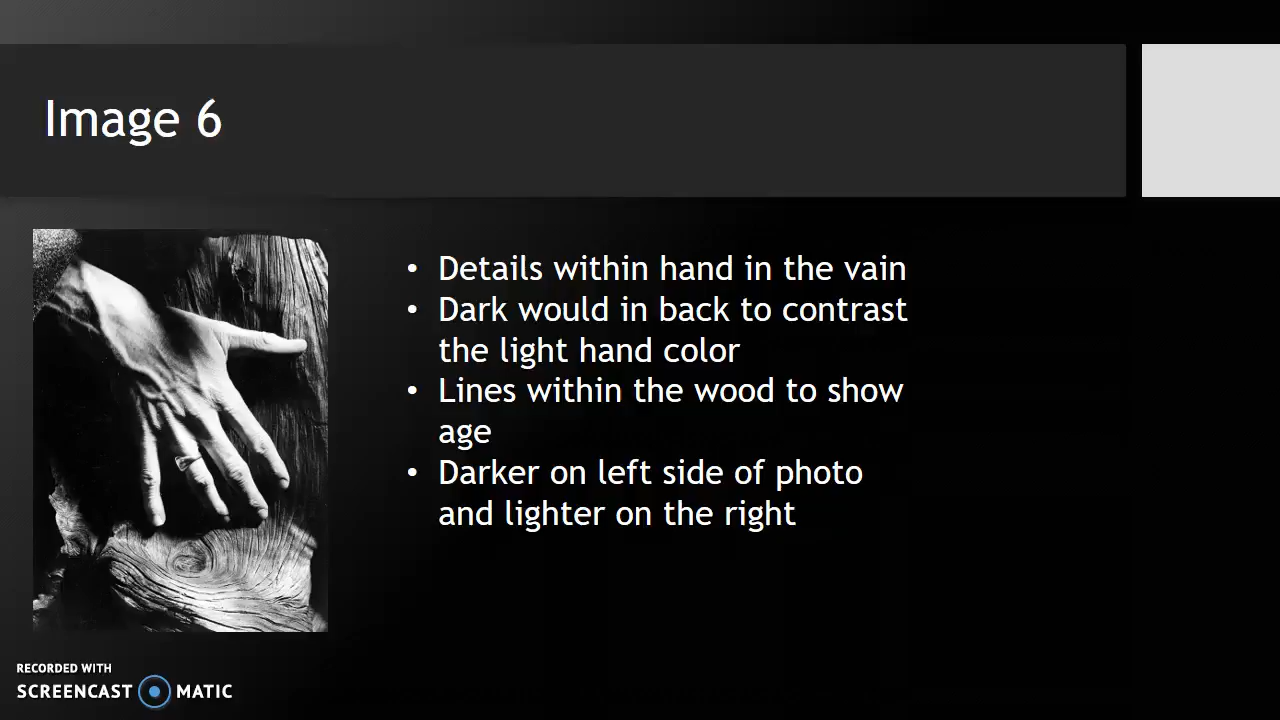 Image 6
• Details within hand in the vain
• Dark would in back to contrast
the light hand color
• Lines within the wood to show
age
• Darker on left side of photo
and lighter on the right
RECORDED WITH
SCREENCAST MATIC